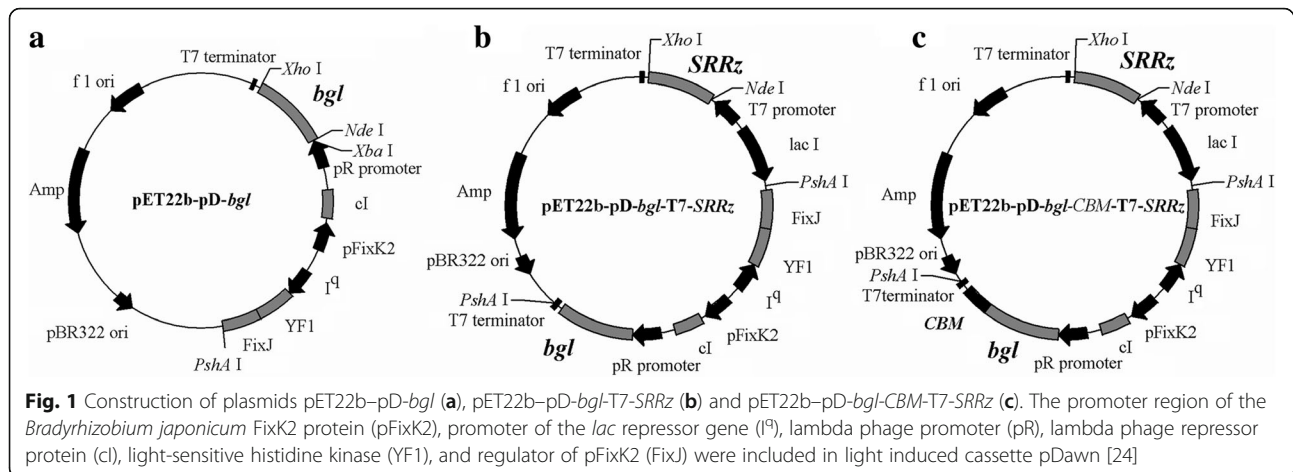 a
T7 terminator
Xho I
f 1 ori
bgl
Nde I
Xba I
pR promoter
Amp
pET22b-pD-bgl
cI
pFixK2
I^q
pBR322 ori
YF1
FixJ
PshA I
b
Xho I
T7 terminator
SRRz
f 1 ori
Nde I
T7 promoter
lac I
PshA I
Amp
pET22b-pD-bgl-T7-SRRz
FixJ
pBR322 ori
YF1
PshA I
I^q
T7 terminator
pFixK2
bgl
cI
pR promoter
c
Xho I
T7 terminator
SRRz
f 1 ori
Nde I
T7 promoter
lac I
PshA I
Amp
pET22b-pD-bgl-CBM-T7-SRRz
FixJ
pBR322 ori
YF1
PshA I
T7terminator
I^q
CBM
pFixK2
bgl
cI
pR promoter
Fig. 1 Construction of plasmids pET22b–pD-bgl (a), pET22b–pD-bgl-T7-SRRz (b) and pET22b–pD-bgl-CBM-T7-SRRz (c). The promoter region of the
Bradyrhizobium japonicum FixK2 protein (pFixK2), promoter of the lac repressor gene (I^q), lambda phage promoter (pR), lambda phage repressor
protein (cI), light-sensitive histidine kinase (YF1), and regulator of pFixK2 (FixJ) were included in light induced cassette pDawn [24]